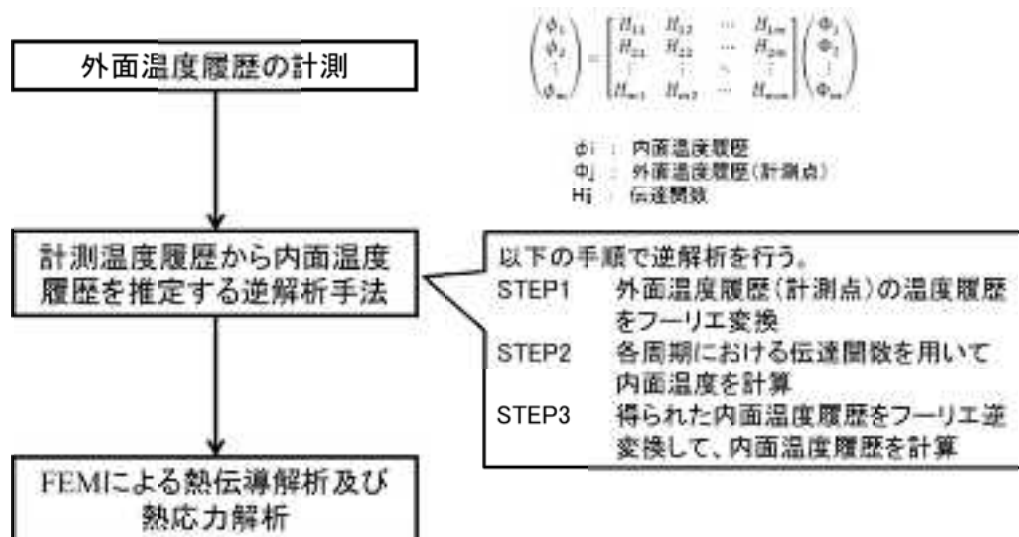 外面温度履歴の計測
φi : 内面温度履歴
Φj : 外面温度履歴(計測点)
Hij : 伝達関数
計測温度履歴から内面温度
履歴を推定する逆解析手法
以下の手順で逆解析を行う。
STEP1 外面温度履歴(計測点)の温度履歴
をフーリエ変換
STEP2 各周期における伝達関数を用いて
内面温度を計算
STEP3 得られた内面温度履歴をフーリエ逆
変換して、内面温度履歴を計算
FEMによる熱伝導解析及び
熱応力解析